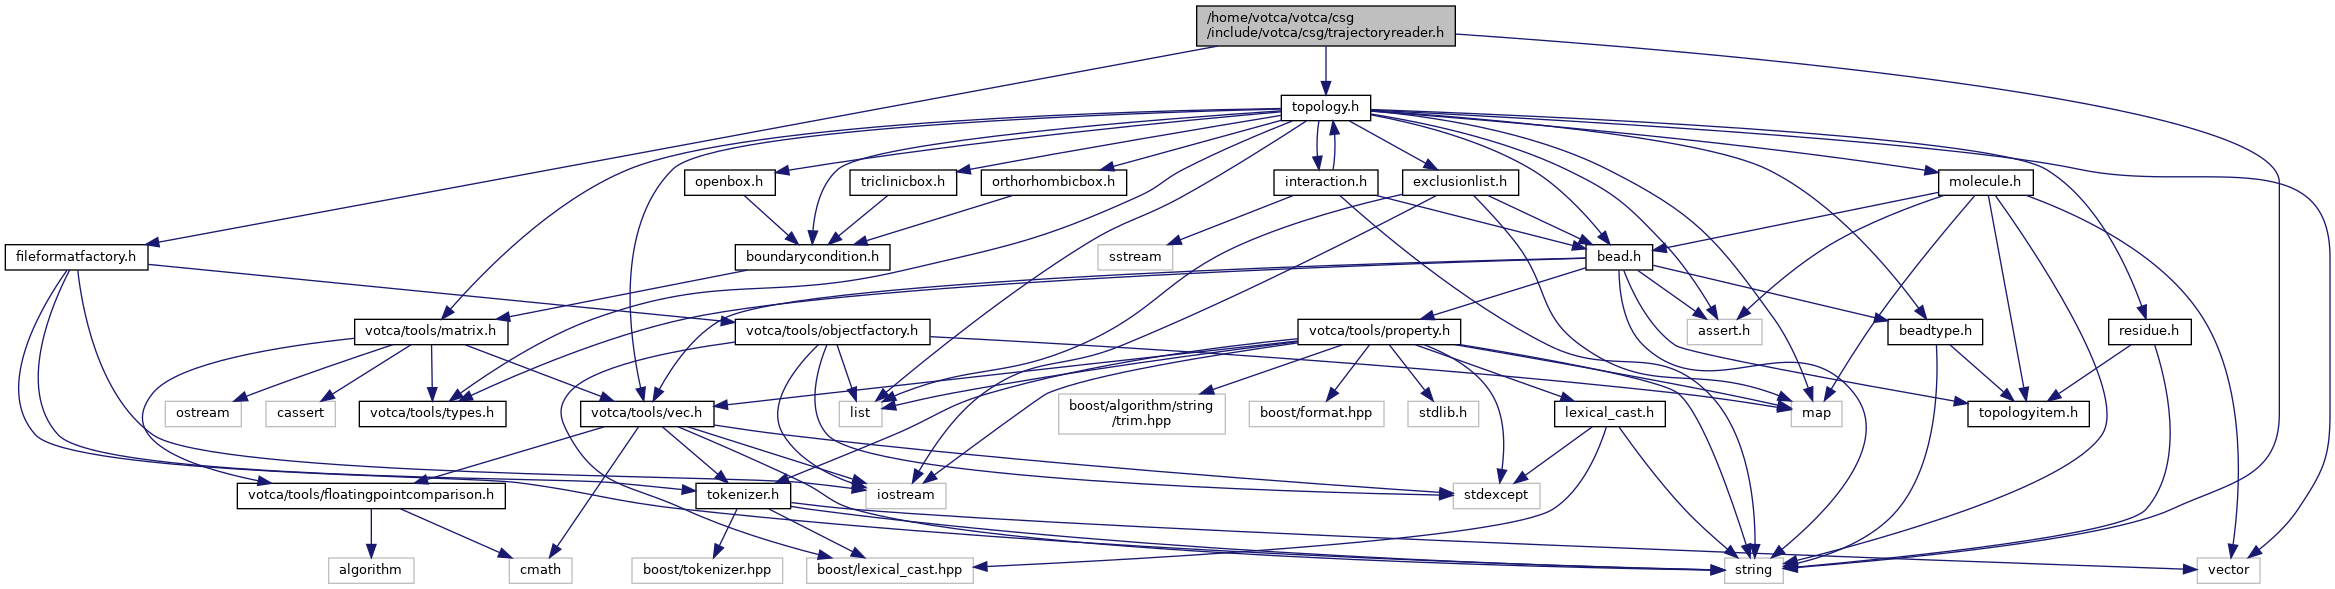 /home/votca/votca/csg
/include/votca/csg/trajectoryreader.h
topology.h
openbox.h
triclinicbox.h
orthorhombicbox.h
interaction.h
exclusionlist.h
molecule.h
fileformatfactory.h
boundarycondition.h
sstream
bead.h
votca/tools/matrix.h
votca/tools/objectfactory.h
votca/tools/property.h
assert.h
beadtype.h
residue.h
ostream
cassert
votca/tools/types.h
votca/tools/vec.h
list
boost/algorithm/string
/trim.hpp
boost/format.hpp
stdlib.h
lexical_cast.h
map
topologyitem.h
votca/tools/floatingpointcomparison.h
tokenizer.h
iostream
stdexcept
algorithm
cmath
boost/tokenizer.hpp
boost/lexical_cast.hpp
string
vector